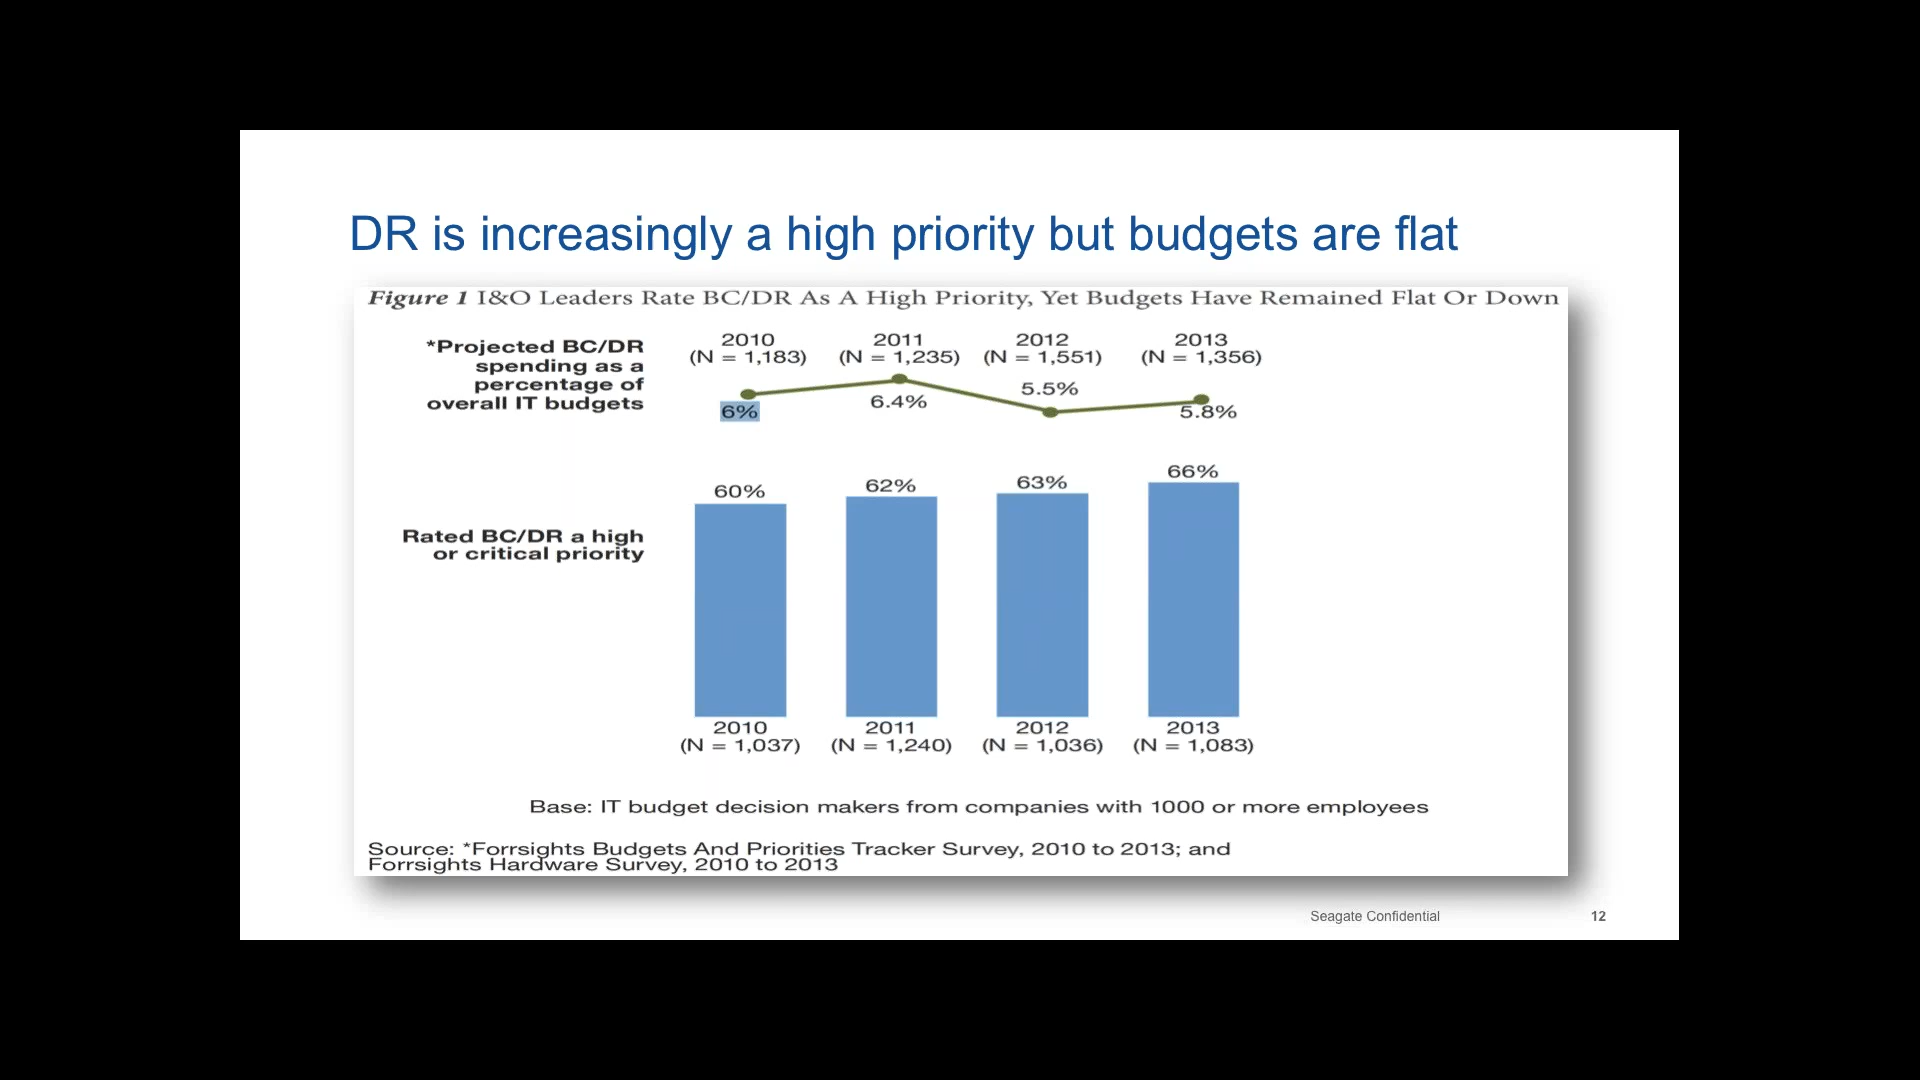 DR is increasingly a high priority but budgets are flat
Figure 1 I&O Leaders Rate BC/DR As A High Priority, Yet Budgets Have Remained Flat Or Down
*Projected BC/DR
spending as a
percentage of
overall IT budgets
2010 2011 2012 2013
(N = 1,183) (N = 1,235) (N = 1,551) (N = 1,356)
6% 6.4% 5.5% 5.8%
Rated BC/DR a high
or critical priority
60% 62% 63% 66%
2010 2011 2012 2013
(N = 1,037) (N = 1,240) (N = 1,036) (N = 1,083)
Base: IT budget decision makers from companies with 1000 or more employees
Source: *Forrsights Budgets And Priorities Tracker Survey, 2010 to 2013; and
Forrsights Hardware Survey, 2010 to 2013
Seagate Confidential 12